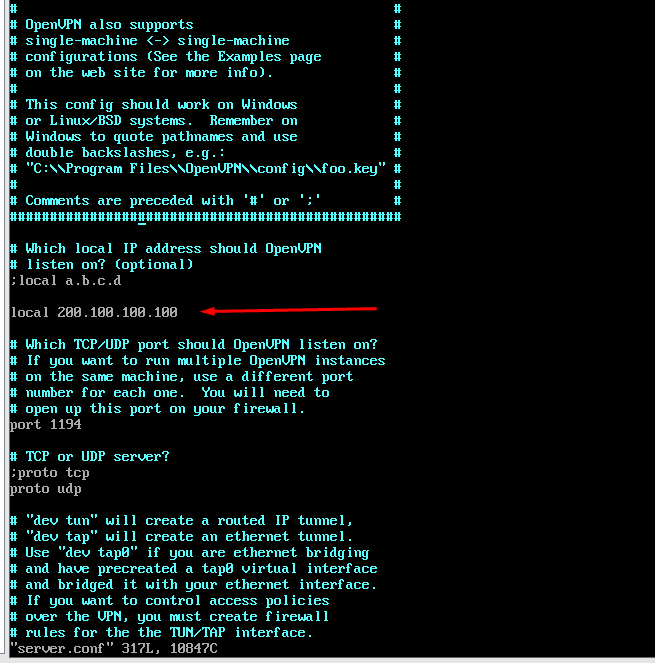 #                                               #
# OpenVPN also supports                         #
# single-machine <-> single-machine             #
# configurations (See the Examples page         #
# on the web site for more info).               #
#                                               #
# This config should work on Windows            #
# or Linux/BSD systems.  Remember on            #
# Windows to quote pathnames and use            #
# double backslashes, e.g.:                     #
# "C:\\Program Files\\OpenVPN\\config\\foo.key" #
#                                               #
# Comments are preceded with '#' or ';'         #
#################################################
# Which local IP address should OpenVPN
# listen on? (optional)
;local a.b.c.d
local 200.100.100.100
# Which TCP/UDP port should OpenVPN listen on?
# If you want to run multiple OpenVPN instances
# on the same machine, use a different port
# number for each one.  You will need to
# open up this port on your firewall.
port 1194
# TCP or UDP server?
;proto tcp
proto udp
# "dev tun" will create a routed IP tunnel,
# "dev tap" will create an ethernet tunnel.
# Use "dev tap0" if you are ethernet bridging
# and have precreated a tap0 virtual interface
# and bridged it with your ethernet interface.
# If you want to control access policies
# over the VPN, you must create firewall
# rules for the the TUN/TAP interface.
"server.conf" 317L, 10847C